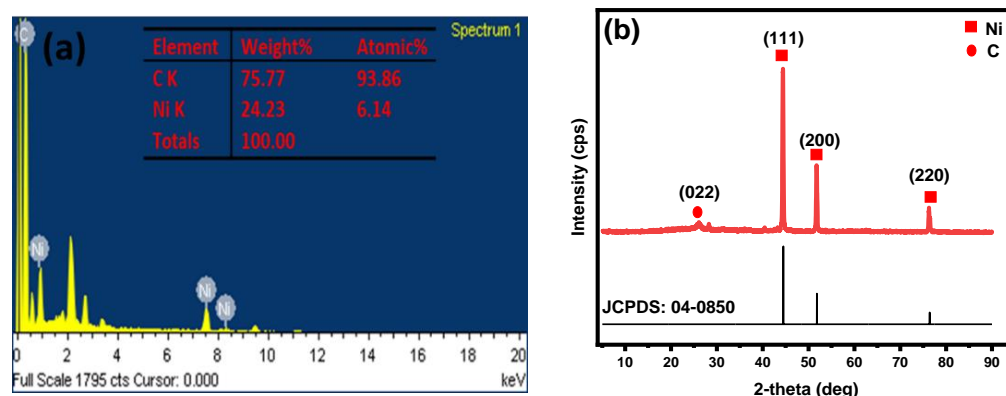 (a)
Spectrum 1
Element Weight% Atomic%
C K 75.77 93.86
Ni K 24.23 6.14
Totals 100.00
C
Ni
Ni
Ni
0 2 4 6 8 10 12 14 16 18 20
Full Scale 1795 cts Cursor: 0.000 keV
(b)
Ni
C
(111)
(200)
(220)
(022)
Intensity (cps)
JCPDS: 04-0850
10 20 30 40 50 60 70 80 90
2-theta (deg)